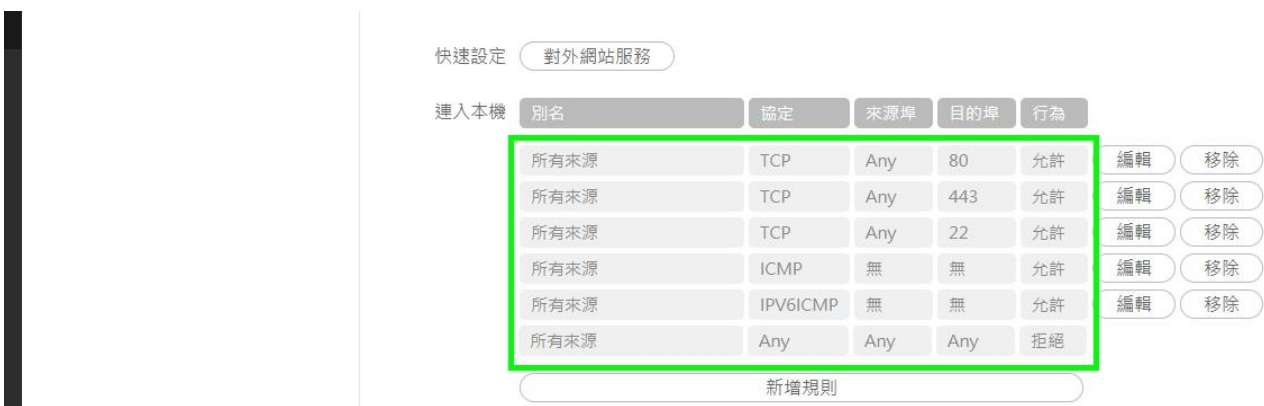 快速設定 對外網站服務
連入本機 別名 協定 來源埠 目的埠 行為
所有來源 TCP Any 80 允許 編輯 移除
所有來源 TCP Any 443 允許 編輯 移除
所有來源 TCP Any 22 允許 編輯 移除
所有來源 ICMP 無 無 允許 編輯 移除
所有來源 IPV6ICMP 無 無 允許 編輯 移除
所有來源 Any Any Any 拒絕
新增規則